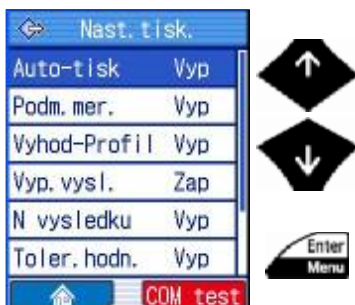 Nast.tisk.
Auto-tisk Vyp
Podm.mer. Vyp
Vyhod-Profil Vyp
Vyp.vysl. Zap
N vysledku Vyp
Toler.hodn. Vyp
COM test
Enter
Menu